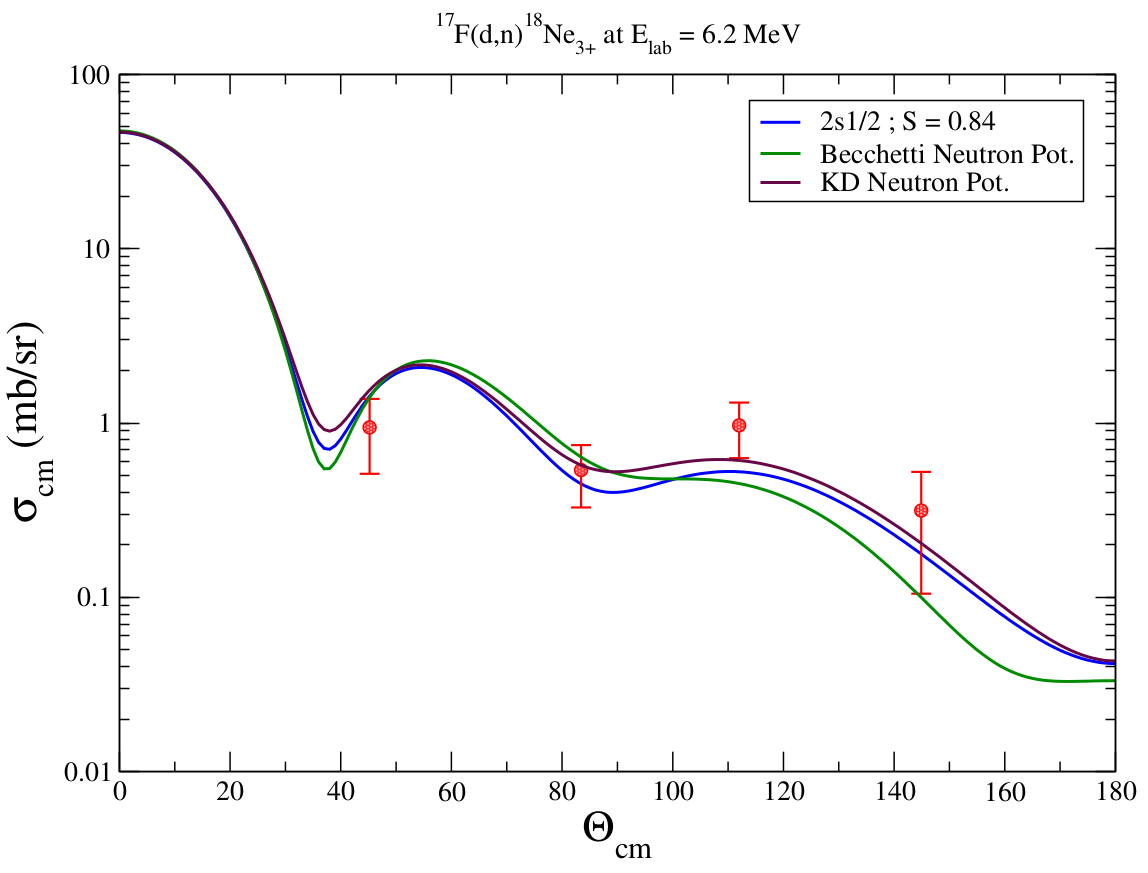 17F(d,n)18Ne3+ at Elab = 6.2 MeV
100
2s1/2 ; S = 0.84
Becchetti Neutron Pot.
KD Neutron Pot.
10
σcm (mb/sr)
1
0.1
0.01
0 20 40 60 80 100 120 140 160 180
Θcm